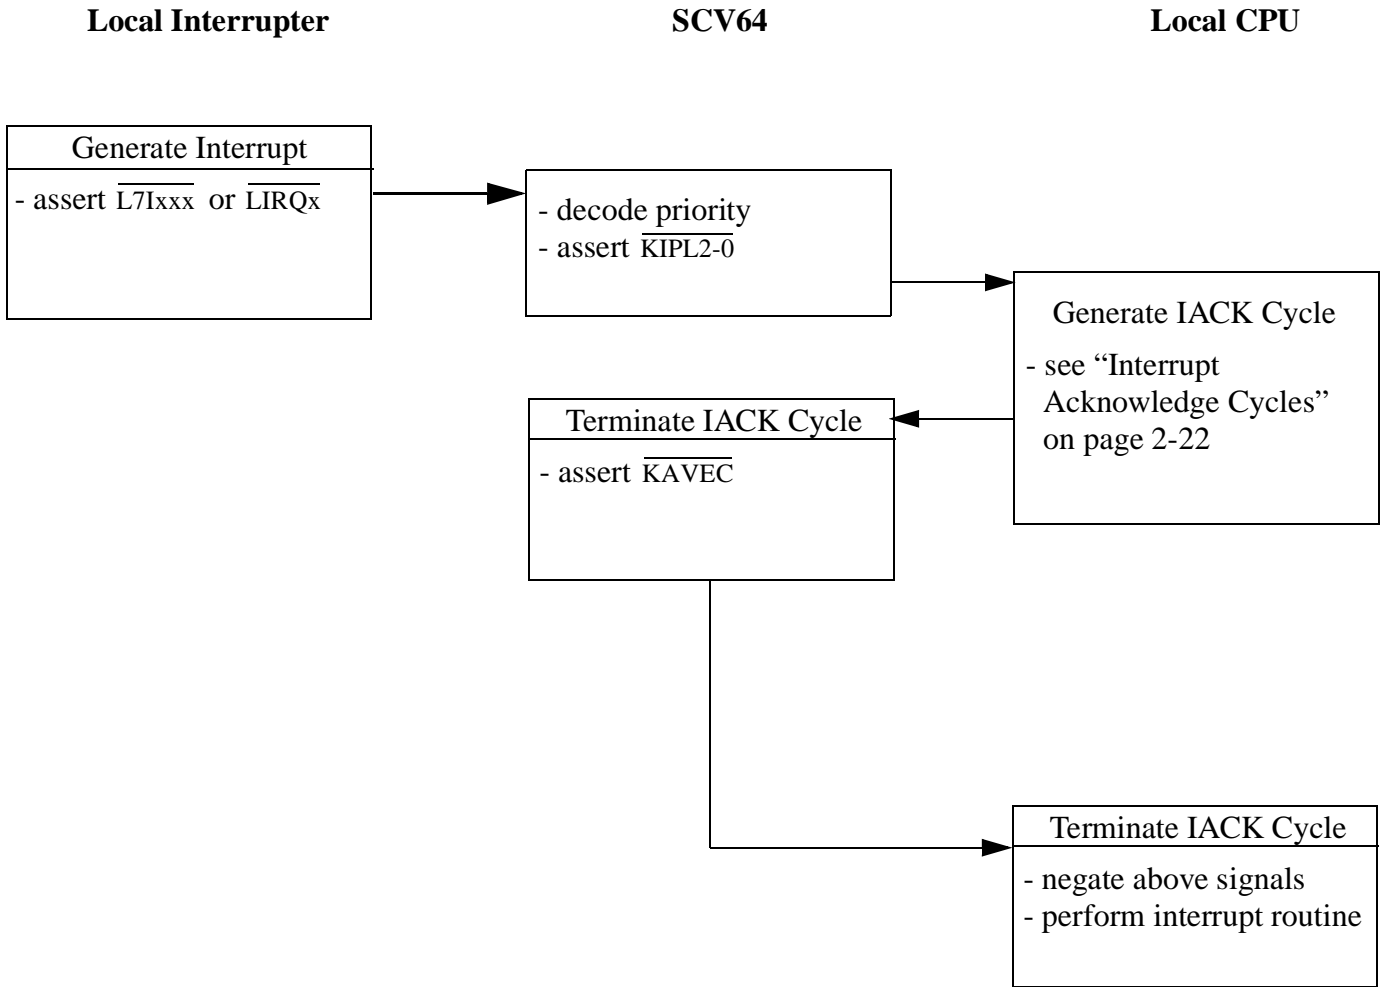 Local Interrupter
SCV64
Local CPU
Generate Interrupt
- assert L7Ixxx or LIRQx
- decode priority
- assert KIPL2-0
Generate IACK Cycle
- see “Interrupt
Acknowledge Cycles”
on page 2-22
Terminate IACK Cycle
- assert KAVEC
Terminate IACK Cycle
- negate above signals
- perform interrupt routine